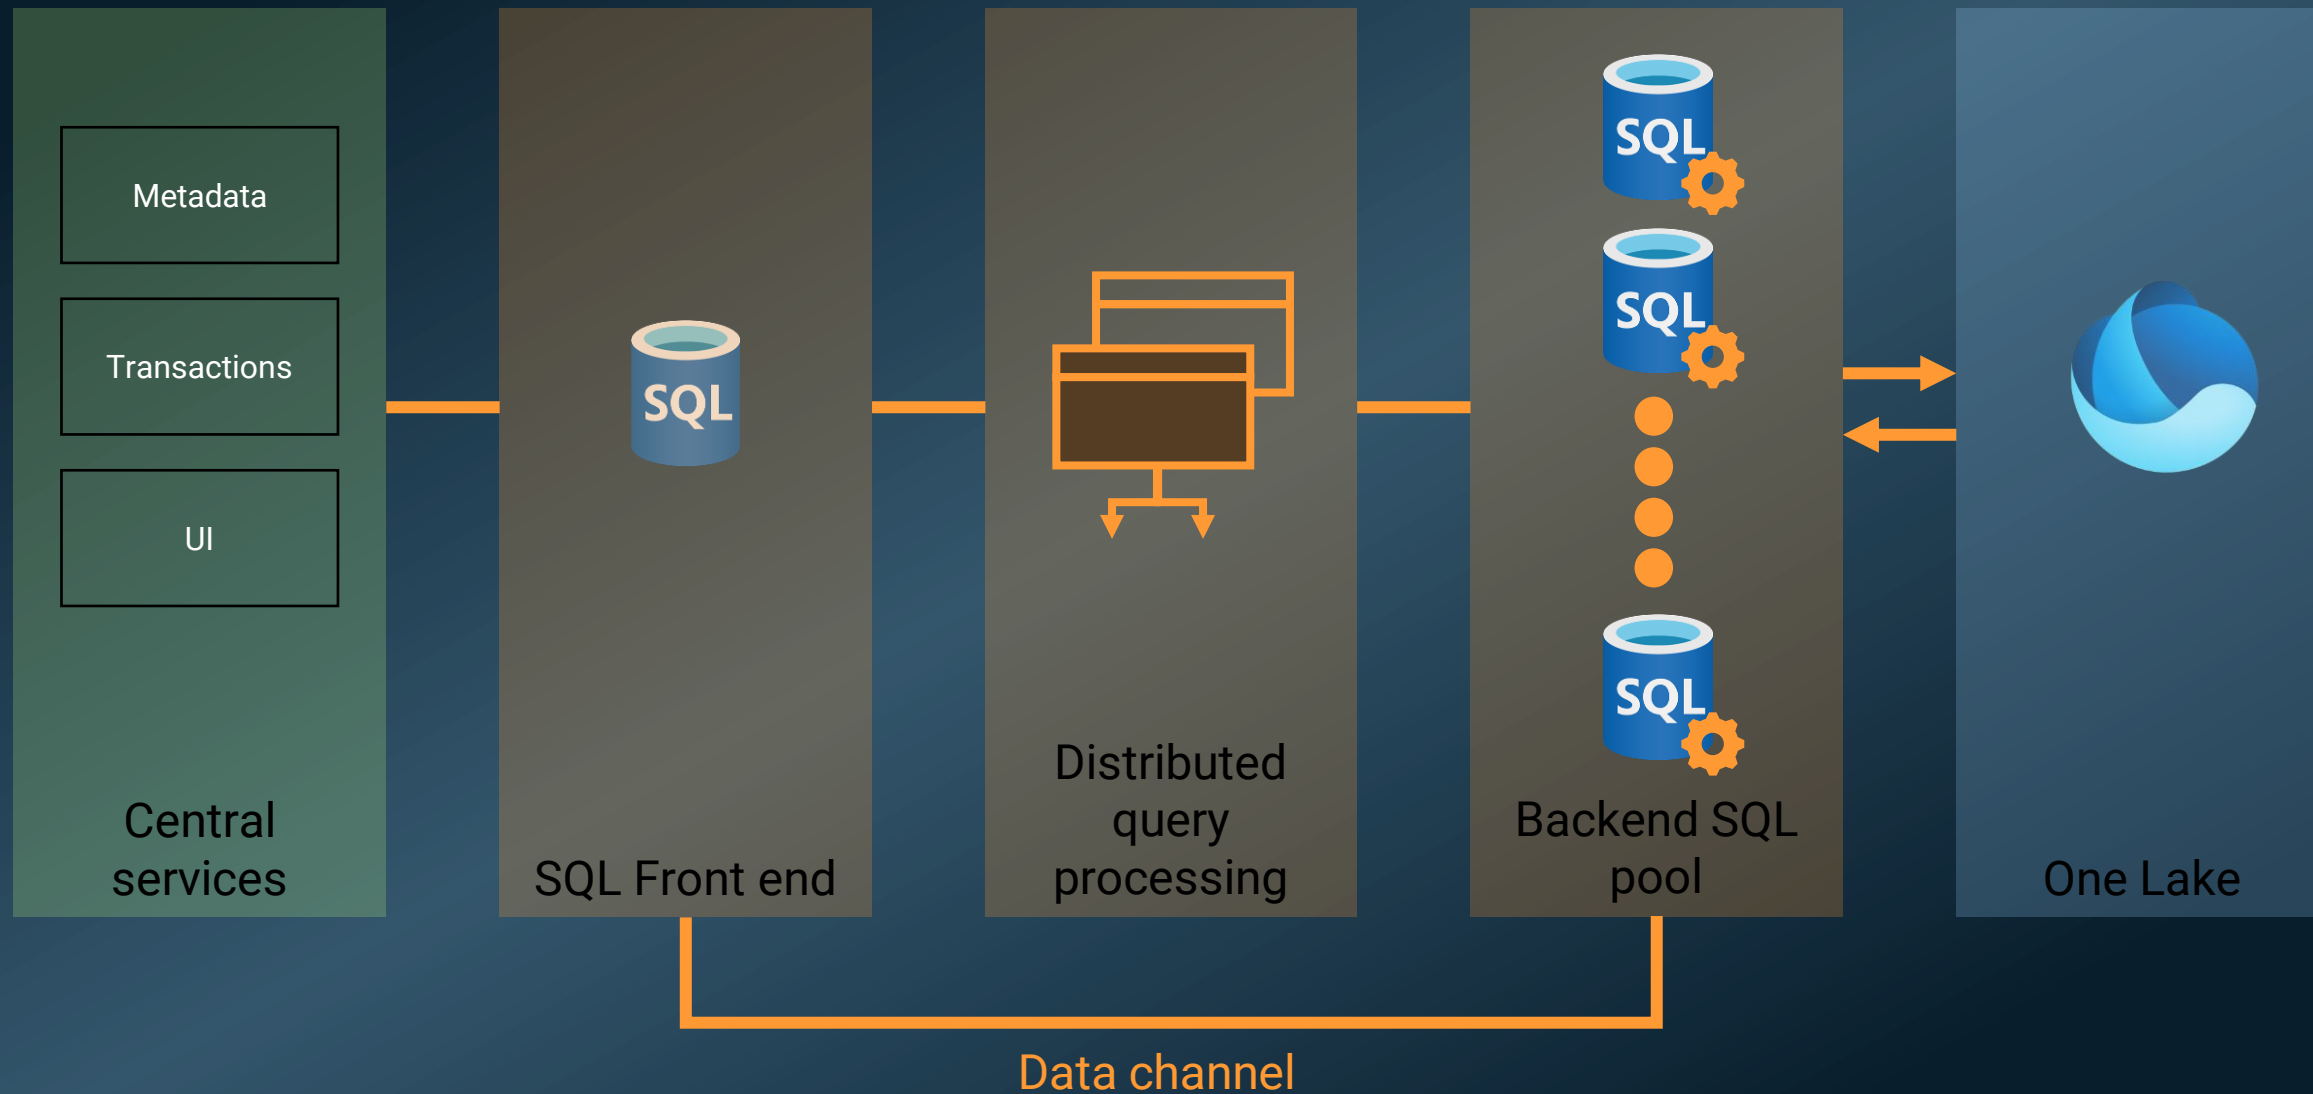 Metadata
Transactions
UI
Central
services
SQL
SQL Front end
Distributed
query
processing
SQL
SQL
SQL
Backend SQL
pool
One Lake
Data channel